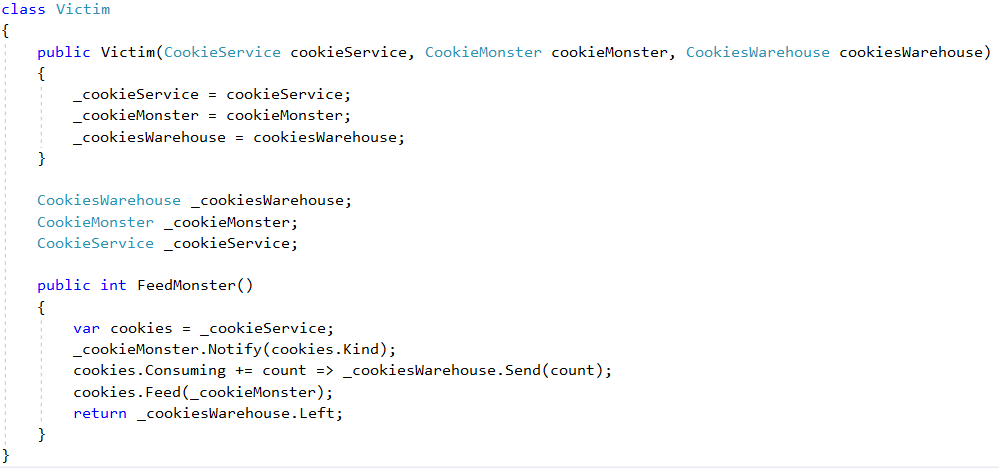 class Victim
{
    public Victim(CookieService cookieService, CookieMonster cookieMonster, CookiesWarehouse cookiesWarehouse)
    {
        _cookieService = cookieService;
        _cookieMonster = cookieMonster;
        _cookiesWarehouse = cookiesWarehouse;
    }

    CookiesWarehouse _cookiesWarehouse;
    CookieMonster _cookieMonster;
    CookieService _cookieService;

    public int FeedMonster()
    {
        var cookies = _cookieService;
        _cookieMonster.Notify(cookies.Kind);
        cookies.Consuming += count => _cookiesWarehouse.Send(count);
        cookies.Feed(_cookieMonster);
        return _cookiesWarehouse.Left;
    }
}